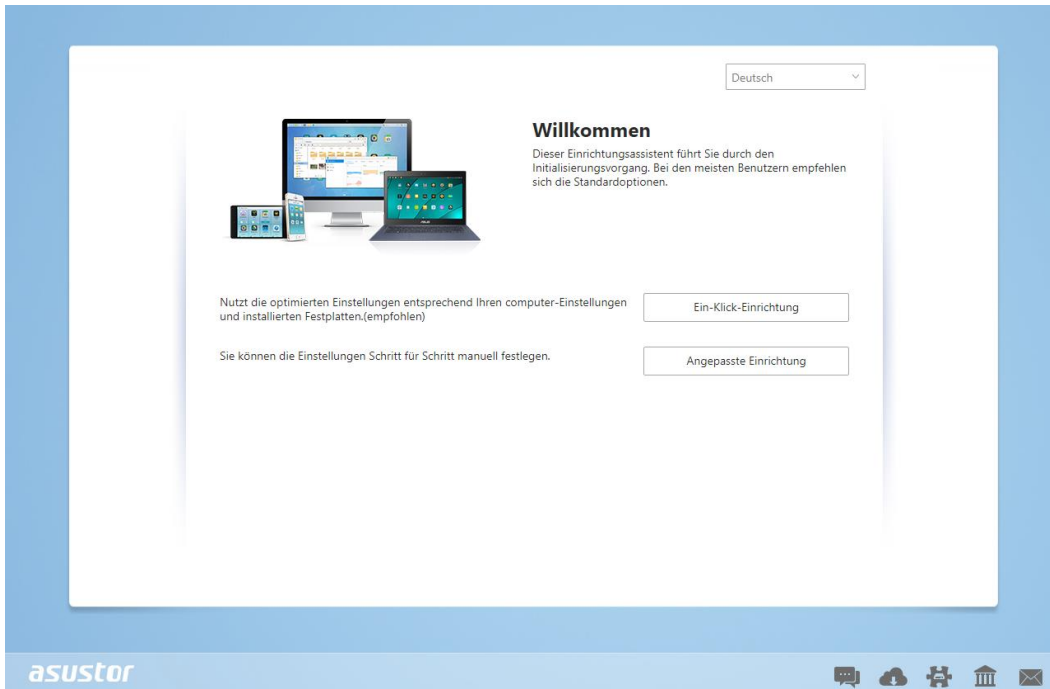 Deutsch
Willkommen
Dieser Einrichtungsassistent führt Sie durch den
Initialisierungsvorgang. Bei den meisten Benutzern empfehlen
sich die Standardoptionen.
Nutzt die optimierten Einstellungen entsprechend Ihren computer-Einstellungen
und installierten Festplatten.(empfohlen)
Ein-Klick-Einrichtung
Sie können die Einstellungen Schritt für Schritt manuell festlegen.
Angepasste Einrichtung
asustor